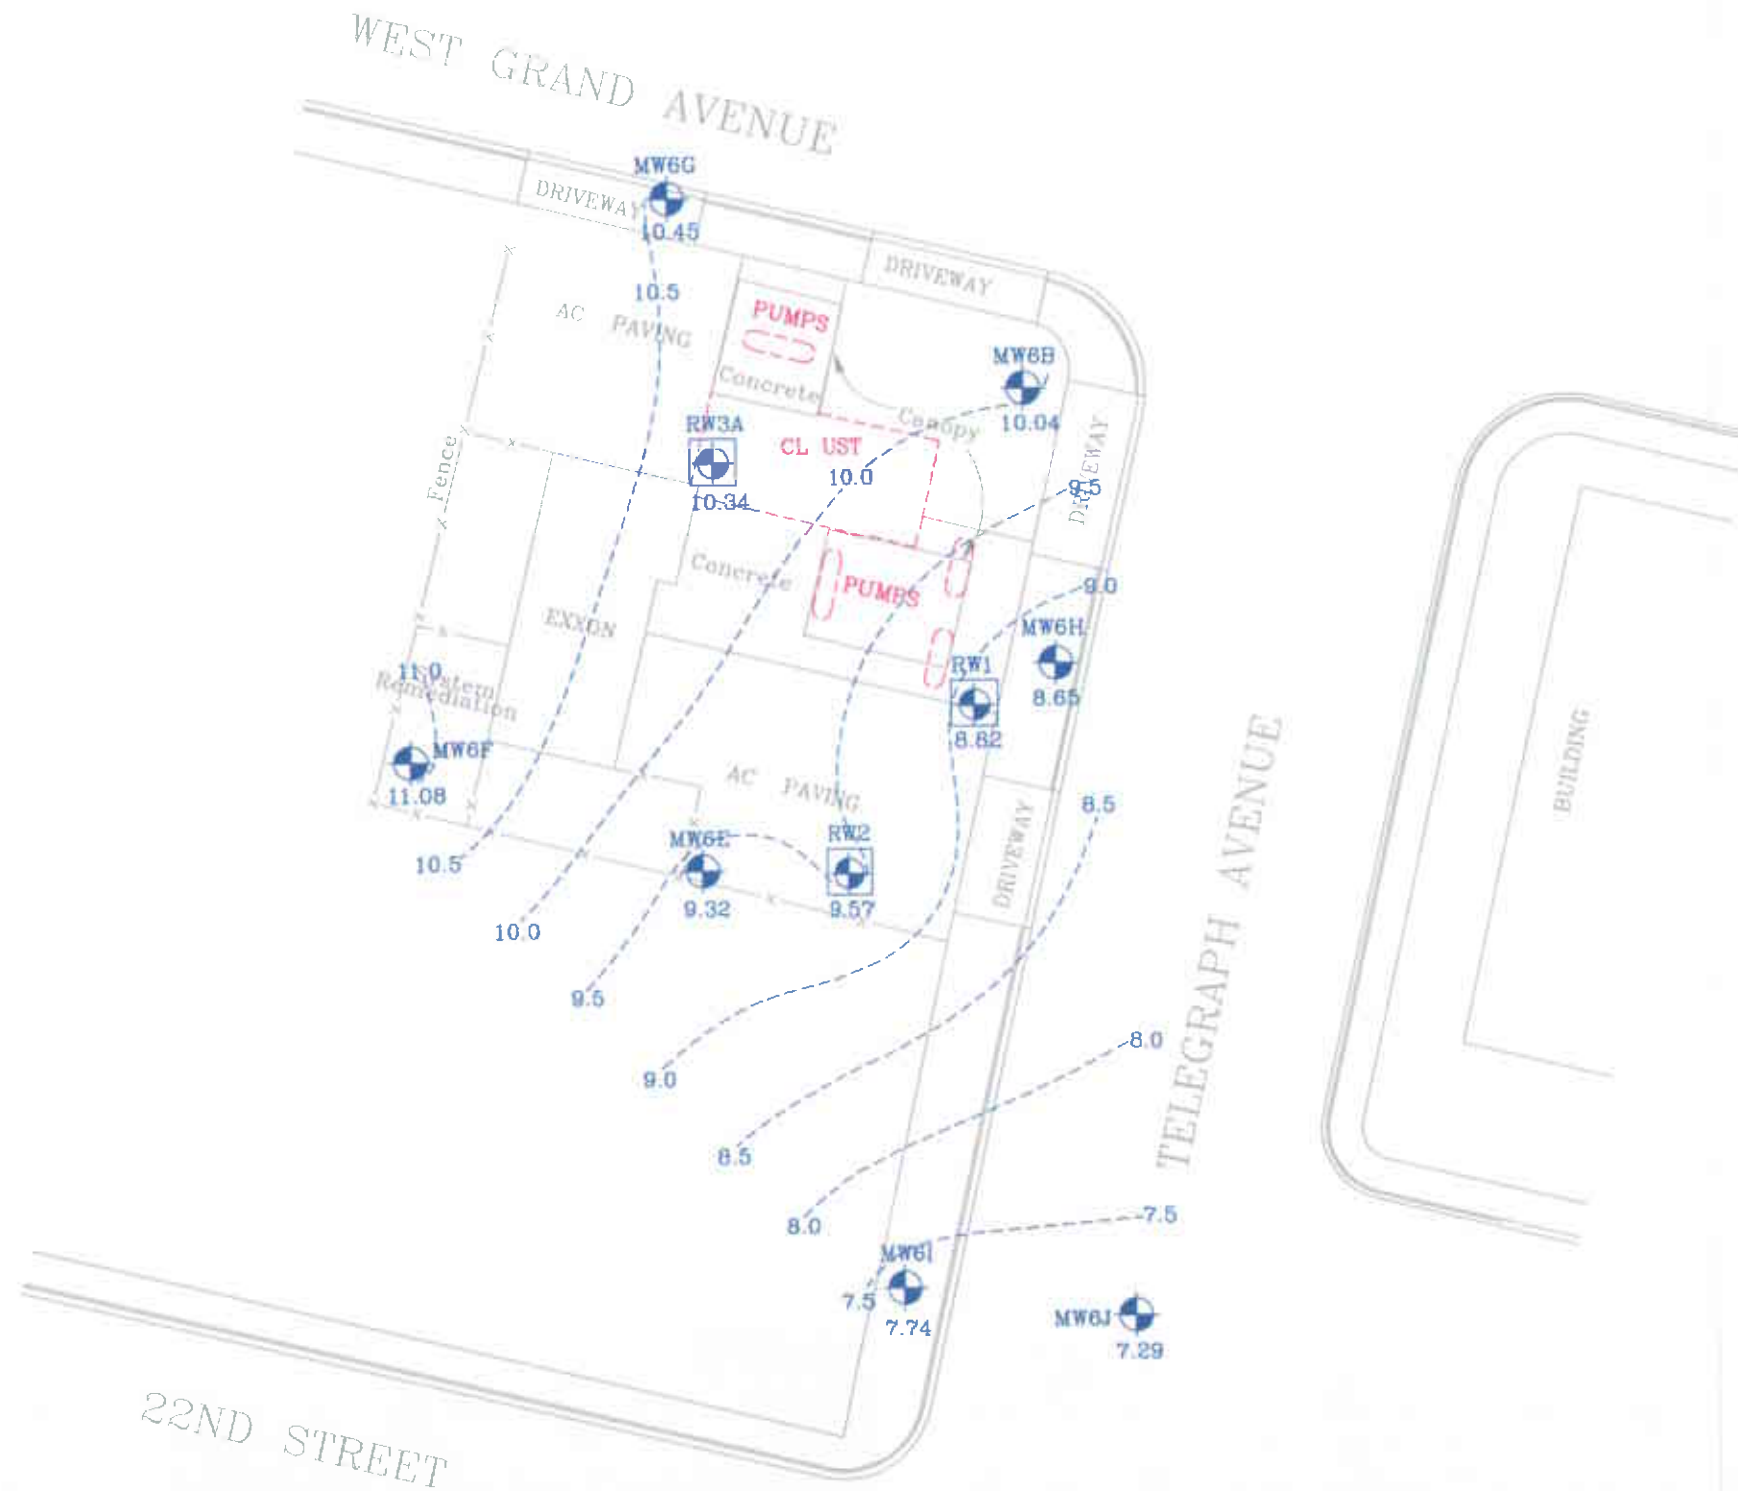 WEST GRAND AVENUE
MW6G
DRIVEWAY
10.45
DRIVEWAY
10.5
AC PAVING
PUMPS
Concrete
MW6B
10.04
Canopy
RW3A
CL UST
10.0
10.34
DRIVEWAY
9.5
Fence
Concrete
PUMPS
9.0
EXXON
MW6H
8.65
RW1
8.82
11.0
System
Remediation
MW6F
11.08
AC PAVING
8.5
MW6E
9.32
RW2
9.57
DRIVEWAY
10.5
10.0
9.5
9.0
8.5
8.0
8.0
TELEGRAPH AVENUE
BUILDING
7.5
MW6I
7.5
7.74
MW6J
7.29
22ND STREET